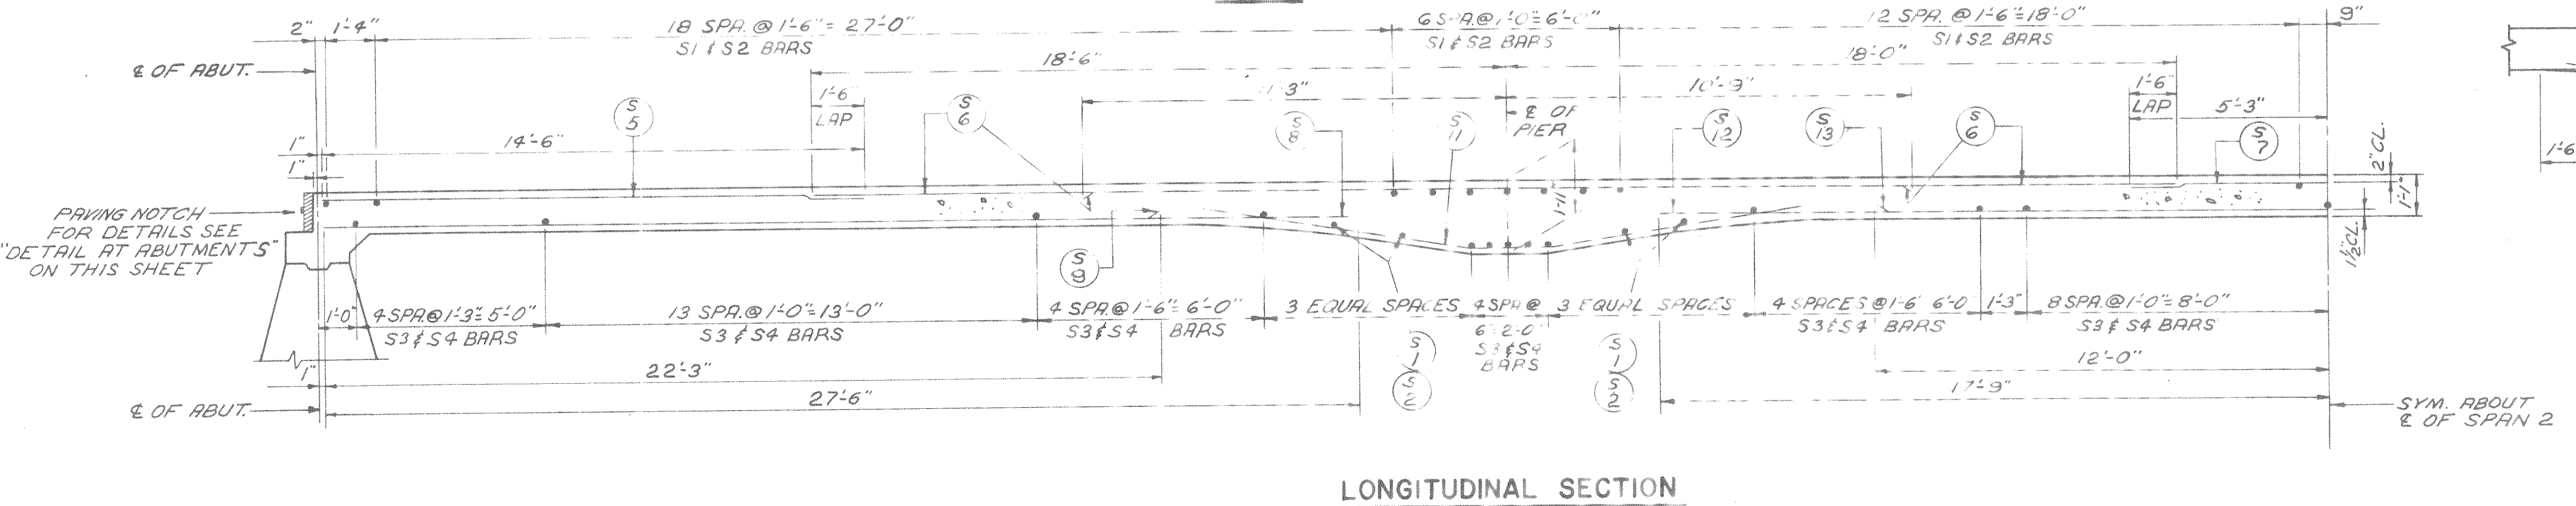 2" 1'-4" 18 SPA. @ 1'-6" = 27'-0" 6 SPA. @ 1'-0" = 6'-0" 12 SPA. @ 1'-6" = 18'-0" 9"
S1 & S2 BARS S1 & S2 BARS S1 & S2 BARS
℄ OF ABUT. 18'-6" 18'-0"
1'-6" LAP
10'-9"
1'-6" LAP
5'-3"
S 5
S 6
S 8
S 11
℄ OF PIER
S 12
S 13
S 6
S 7
1" 14'-6"
1"
2" CL.
1'-1"
1'-6
1'-11"
PAVING NOTCH
FOR DETAILS SEE
"DETAIL AT ABUTMENTS"
ON THIS SHEET
S 9
1½" CL.
1'-0" 4 SPA. @ 1'-3" = 5'-0" 13 SPA. @ 1'-0" = 13'-0" 4 SPA. @ 1'-6" = 6'-0" 3 EQUAL SPACES 4 SPA @ 3 EQUAL SPACES 4 SPACES @ 1'-6" 6'-0 1'-3" 8 SPA. @ 1'-0" = 8'-0"
S3 & S4 BARS S3 & S4 BARS S3 & S4 BARS 6 2'-0" S3 & S4 BARS S3 & S4 BARS S3 & S4 BARS
S 1
S 2
S 1
S 2
1" 22'-3" 12'-0"
27'-6" 17'-9"
℄ OF ABUT.
SYM. ABOUT
℄ OF SPAN 2
LONGITUDINAL SECTION